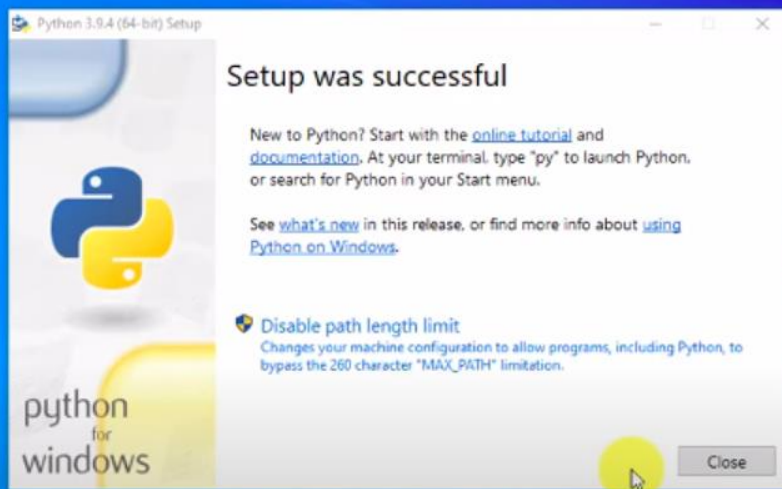 Python 3.9.4 (64-bit) Setup
Setup was successful
New to Python? Start with the online tutorial and
documentation. At your terminal, type "py" to launch Python,
or search for Python in your Start menu.
See what's new in this release, or find more info about using
Python on Windows.
Disable path length limit
Changes your machine configuration to allow programs, including Python, to
bypass the 260 character "MAX_PATH" limitation.
python
for
windows
Close